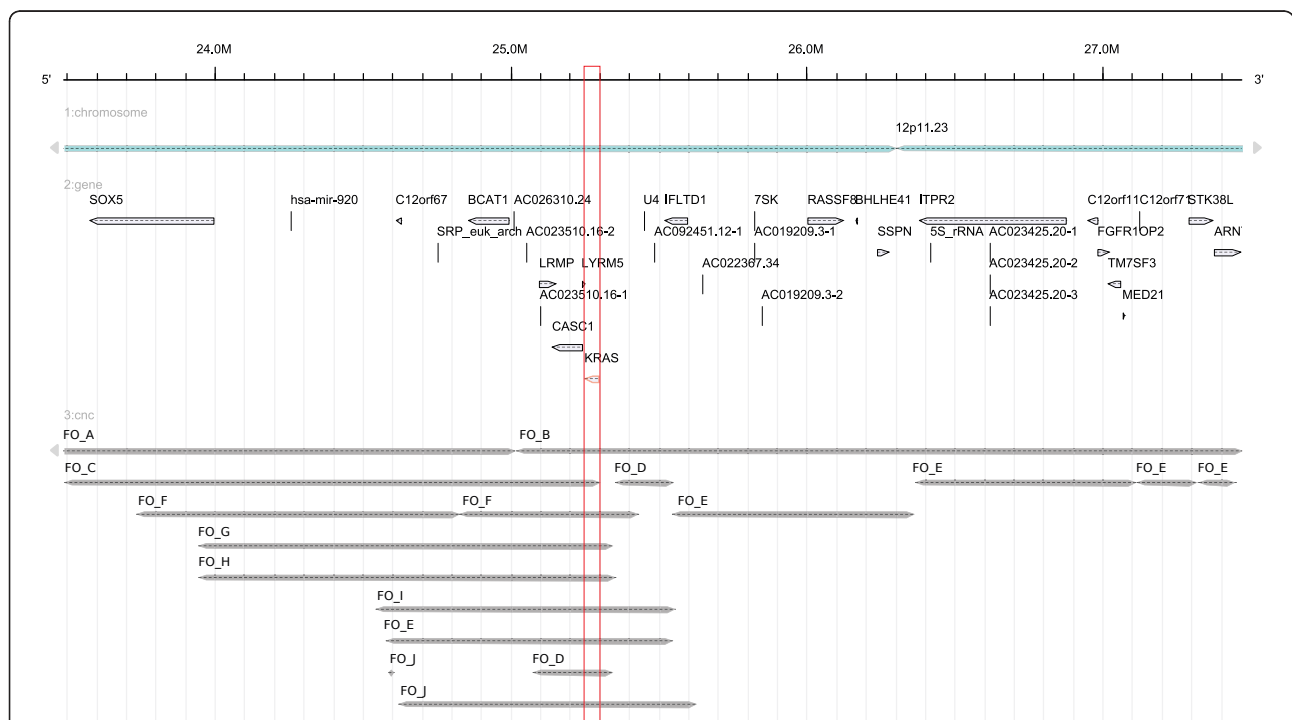 24.0M 25.0M 26.0M 27.0M
5' 3'
1:chromosome
12p11.23
2:gene
SOX5 hsa-mir-920 C12orf67 BCAT1 AC026310.24 U4 IFLTD1 7SK RASSF8 BHLHE41 ITPR2 C12orf11 C12orf71 STK38L
SRP_euk_arch AC023510.16-2 AC092451.12-1 AC019209.3-1 SSPN 5S_rRNA AC023425.20-1 FGFR1OP2 ARN
LRMP LYRM5 AC022367.34 AC023425.20-2 TM7SF3
AC023510.16-1 AC019209.3-2 AC023425.20-3 MED21
CASC1
KRAS
3:cnc
FO_A FO_B
FO_C FO_D FO_E FO_E FO_E
FO_F FO_F FO_E
FO_G
FO_H
FO_I
FO_E
FO_J FO_D
FO_J